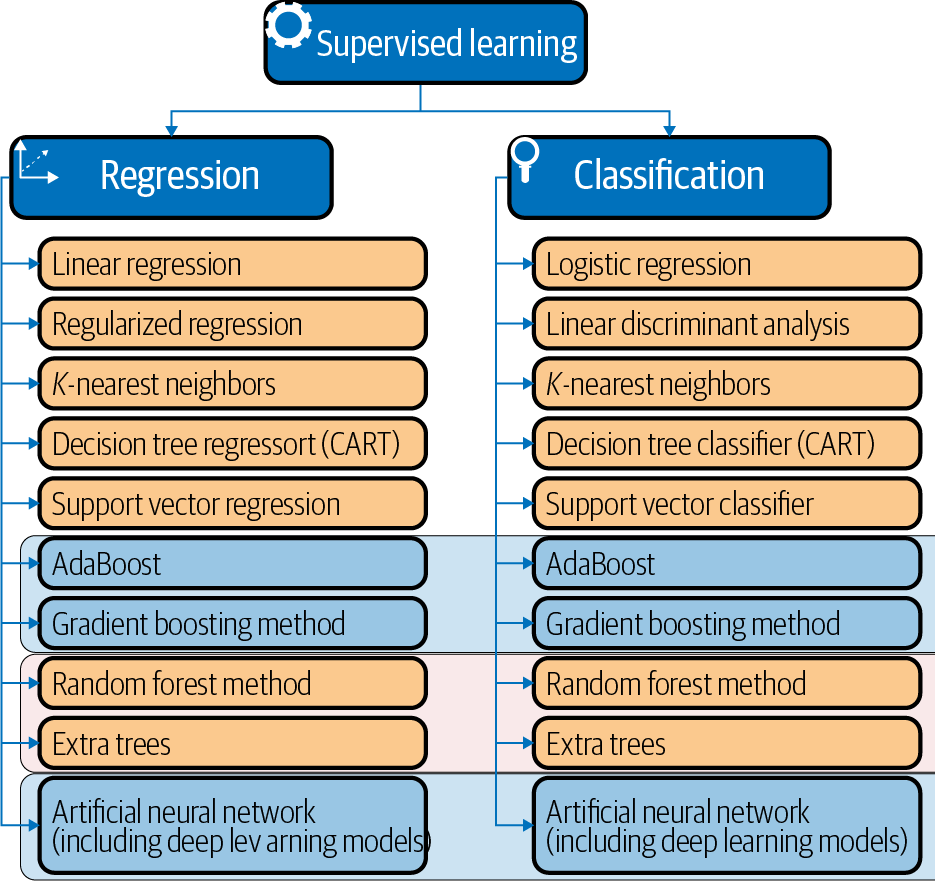 Supervised learning
Regression
Linear regression
Regularized regression
K-nearest neighbors
Decision tree regressort (CART)
Support vector regression
AdaBoost
Gradient boosting method
Random forest method
Extra trees
Artificial neural network
(including deep lev arning models)
Classification
Logistic regression
Linear discriminant analysis
K-nearest neighbors
Decision tree classifier (CART)
Support vector classifier
AdaBoost
Gradient boosting method
Random forest method
Extra trees
Artificial neural network
(including deep learning models)